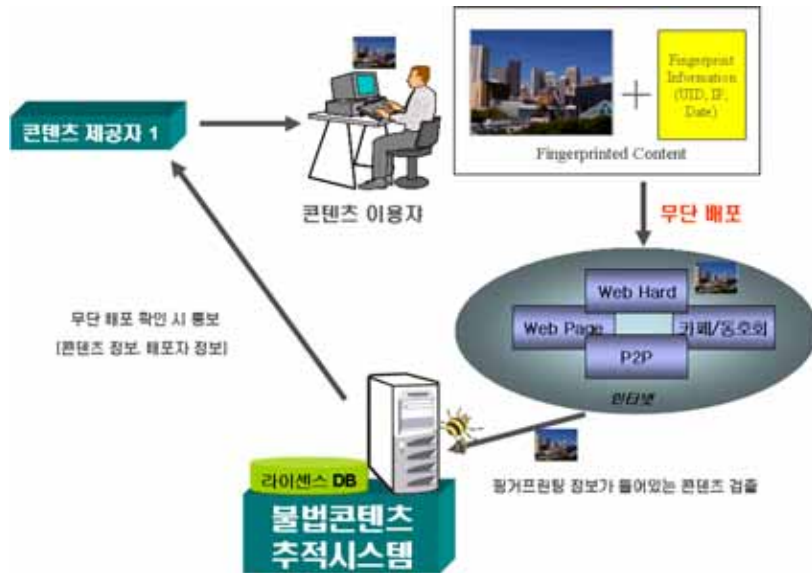 콘텐츠 제공자 1
콘텐츠 이용자
Fingerprint
Information
(UID, IP,
Date)
Fingerprinted Content
무단 배포
Web Hard
Web Page
카페/동호회
P2P
인터넷
무단 배포 확인 시 통보
[콘텐츠 정보, 배포자 정보]
핑거프린팅 정보가 들어있는 콘텐츠 검출
라이센스 DB
불법콘텐츠
추적시스템